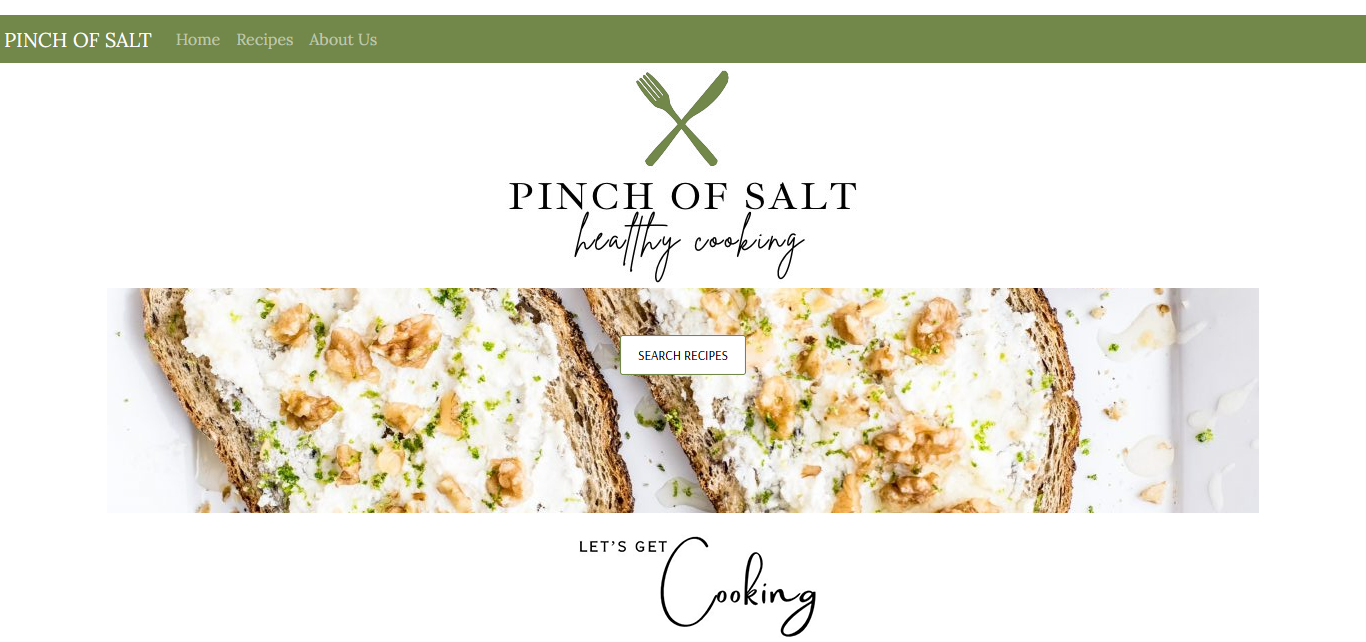 PINCH OF SALT Home Recipes About Us
PINCH OF SALT
healthy cooking
SEARCH RECIPES
LET'S GET
Cooking